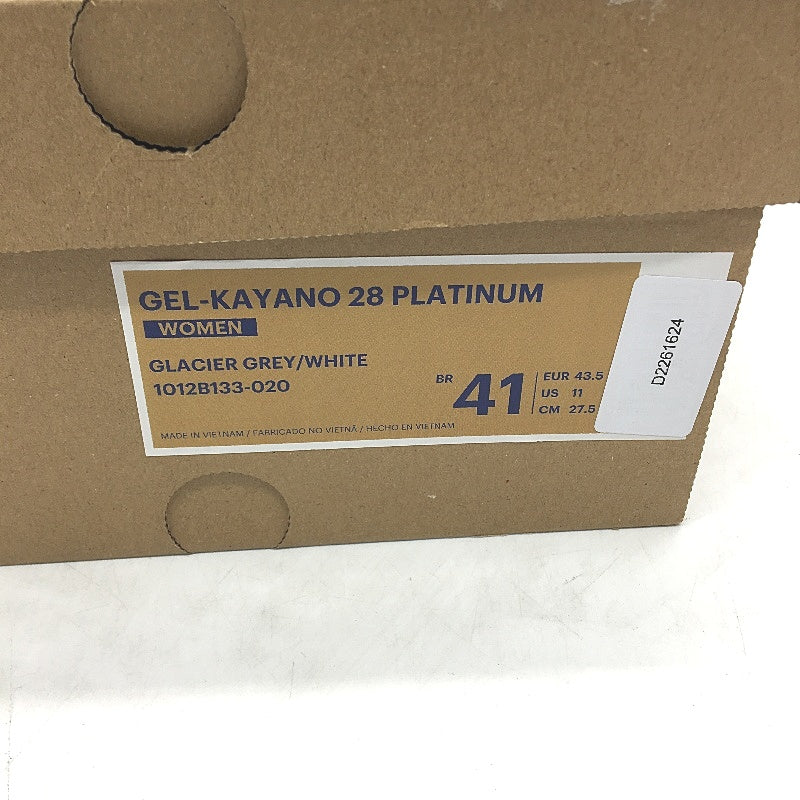 GEL-KAYANO 28 PLATINUM
WOMEN
GLACIER GREY/WHITE
1012B133-020
BR 41
EUR 43.5
US 11
CM 27.5
MADE IN VIETNAM / FABRICADO NO VIETNÃ / HECHO EN VIETNAM
D2261624